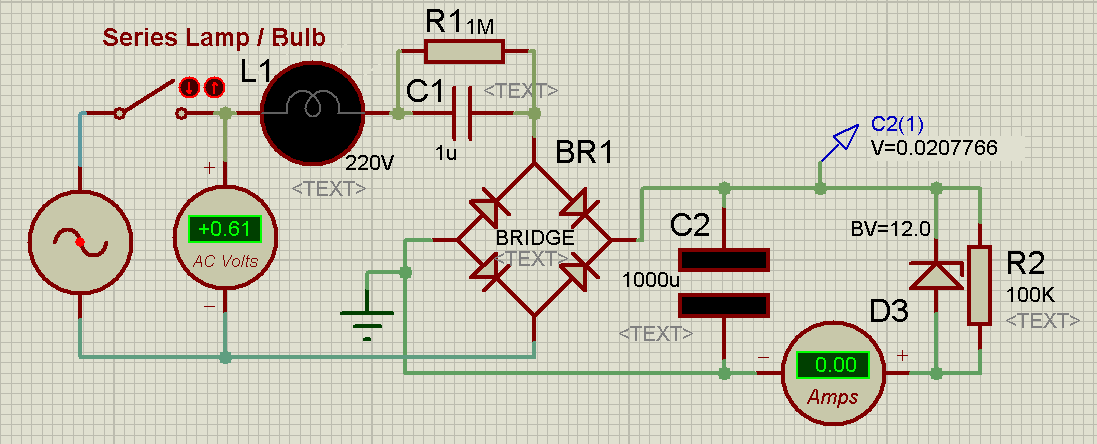 Series Lamp / Bulb
L1
220V
<TEXT>
R1 1M
C1
<TEXT>
1u
BR1
BRIDGE
<TEXT>
+
+0.61
AC Volts
−
C2(1)
V=0.0207766
C2
1000u
<TEXT>
BV=12.0
D3
R2
100K
<TEXT>
−
0.00
+
Amps